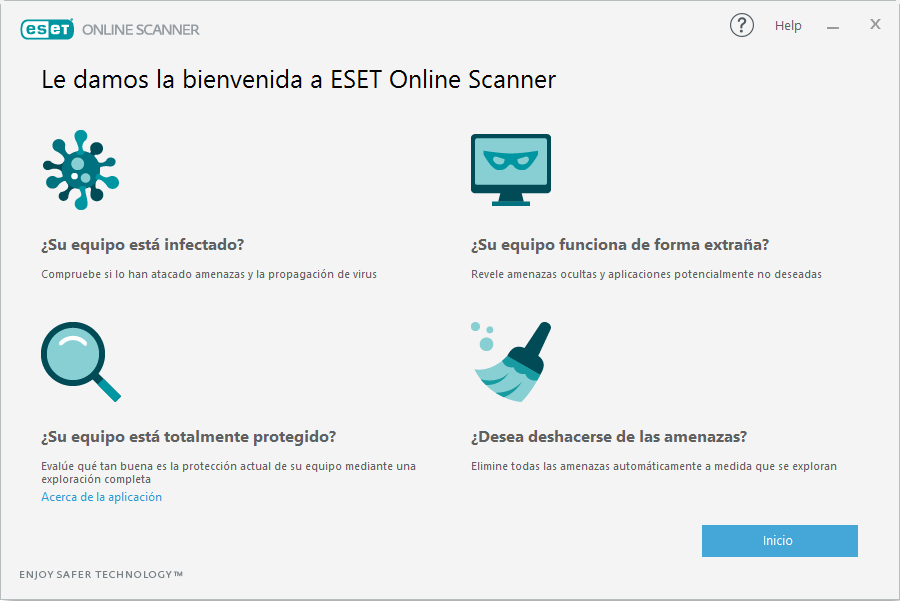 eset ONLINE SCANNER
? Help
Le damos la bienvenida a ESET Online Scanner
¿Su equipo está infectado?
Compruebe si lo han atacado amenazas y la propagación de virus
¿Su equipo funciona de forma extraña?
Revele amenazas ocultas y aplicaciones potencialmente no deseadas
¿Su equipo está totalmente protegido?
Evalúe qué tan buena es la protección actual de su equipo mediante una
exploración completa
Acerca de la aplicación
¿Desea deshacerse de las amenazas?
Elimine todas las amenazas automáticamente a medida que se exploran
Inicio
ENJOY SAFER TECHNOLOGY™